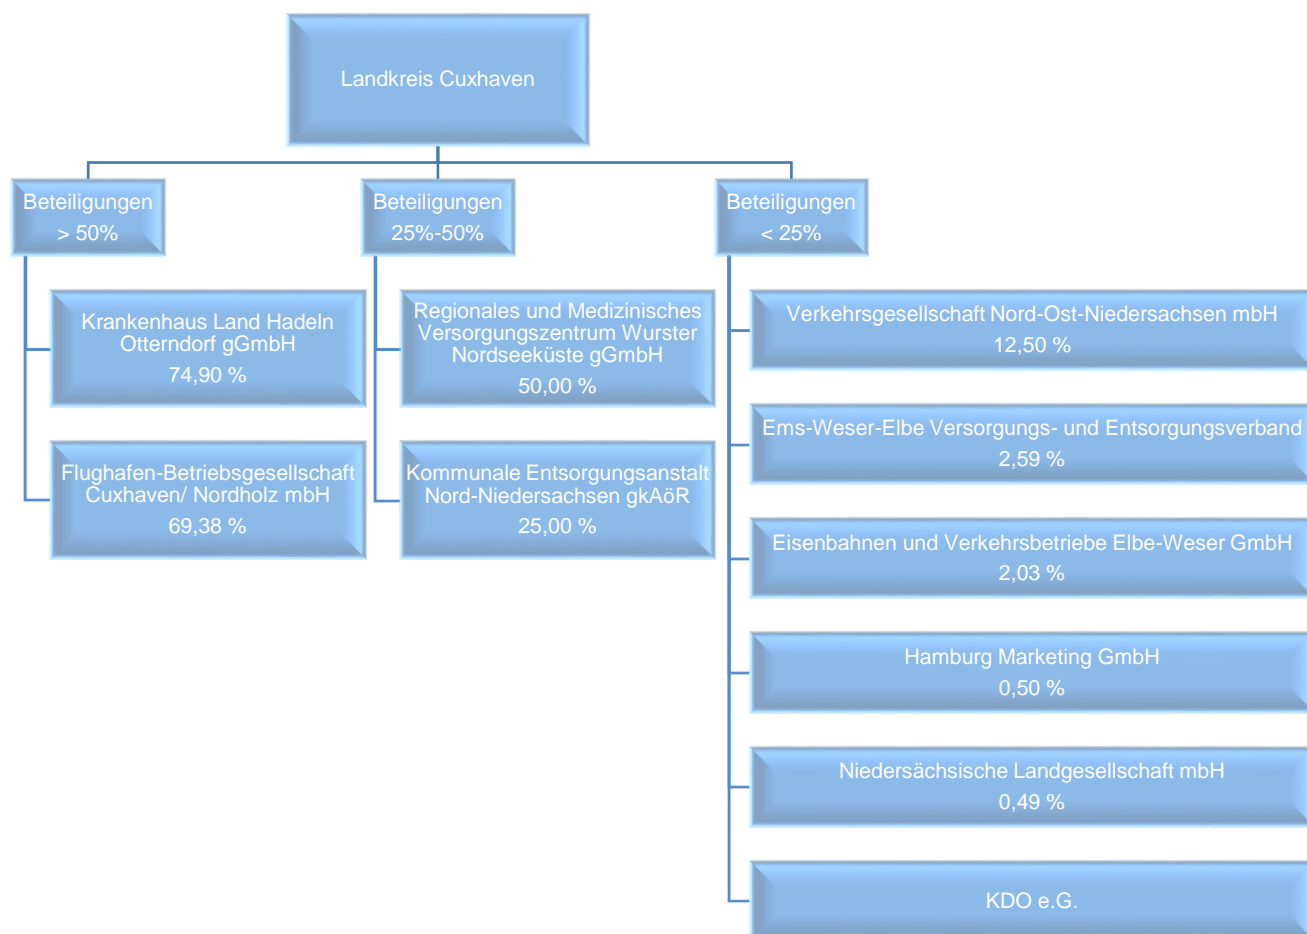 Landkreis Cuxhaven
Beteiligungen
> 50%
Krankenhaus Land Hadeln
Otterndorf gGmbH
74,90 %
Flughafen-Betriebsgesellschaft
Cuxhaven/ Nordholz mbH
69,38 %
Beteiligungen
25%-50%
Regionales und Medizinisches
Versorgungszentrum Wurster
Nordseeküste gGmbH
50,00 %
Kommunale Entsorgungsanstalt
Nord-Niedersachsen gkAöR
25,00 %
Beteiligungen
< 25%
Verkehrsgesellschaft Nord-Ost-Niedersachsen mbH
12,50 %
Ems-Weser-Elbe Versorgungs- und Entsorgungsverband
2,59 %
Eisenbahnen und Verkehrsbetriebe Elbe-Weser GmbH
2,03 %
Hamburg Marketing GmbH
0,50 %
Niedersächsische Landgesellschaft mbH
0,49 %
KDO e.G.